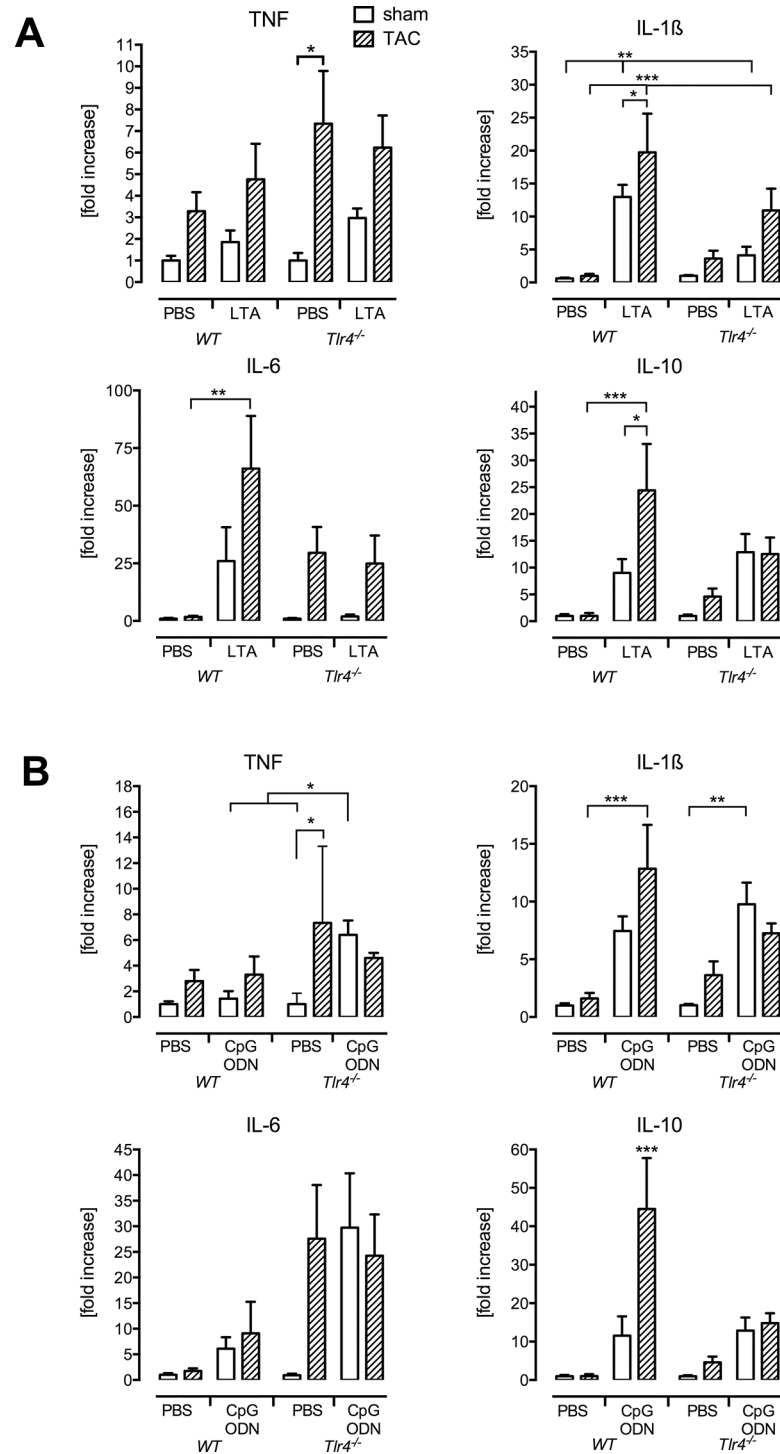 A
TNF
sham
TAC
[fold increase]
11
10
9
8
7
6
5
4
3
2
1
0
*
PBS LTA PBS LTA
WT Tlr4-/-
IL-1ß
[fold increase]
35
30
25
20
15
10
5
0
**
***
*
PBS LTA PBS LTA
WT Tlr4-/-
IL-6
[fold increase]
100
75
50
25
0
**
PBS LTA PBS LTA
WT Tlr4-/-
IL-10
[fold increase]
40
35
30
25
20
15
10
5
0
***
*
PBS LTA PBS LTA
WT Tlr4-/-
B
TNF
[fold increase]
18
16
14
12
10
8
6
4
2
0
*
*
PBS CpG PBS CpG
ODN ODN
WT Tlr4-/-
IL-1ß
[fold increase]
20
15
10
5
0
***
**
PBS CpG PBS CpG
ODN ODN
WT Tlr4-/-
IL-6
[fold increase]
45
40
35
30
25
20
15
10
5
0
PBS CpG PBS CpG
ODN ODN
WT Tlr4-/-
IL-10
[fold increase]
60
50
40
30
20
10
0
***
PBS CpG PBS CpG
ODN ODN
WT Tlr4-/-